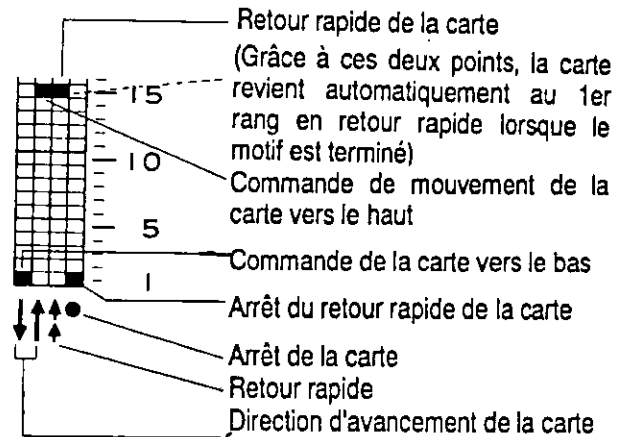 Retour rapide de la carte
(Grâce à ces deux points, la carte
revient automatiquement au 1er
rang en retour rapide lorsque le
motif est terminé)
Commande de mouvement de la
carte vers le haut
Commande de la carte vers le bas
Arrêt du retour rapide de la carte
Arrêt de la carte
Retour rapide
Direction d'avancement de la carte
15
10
5
1